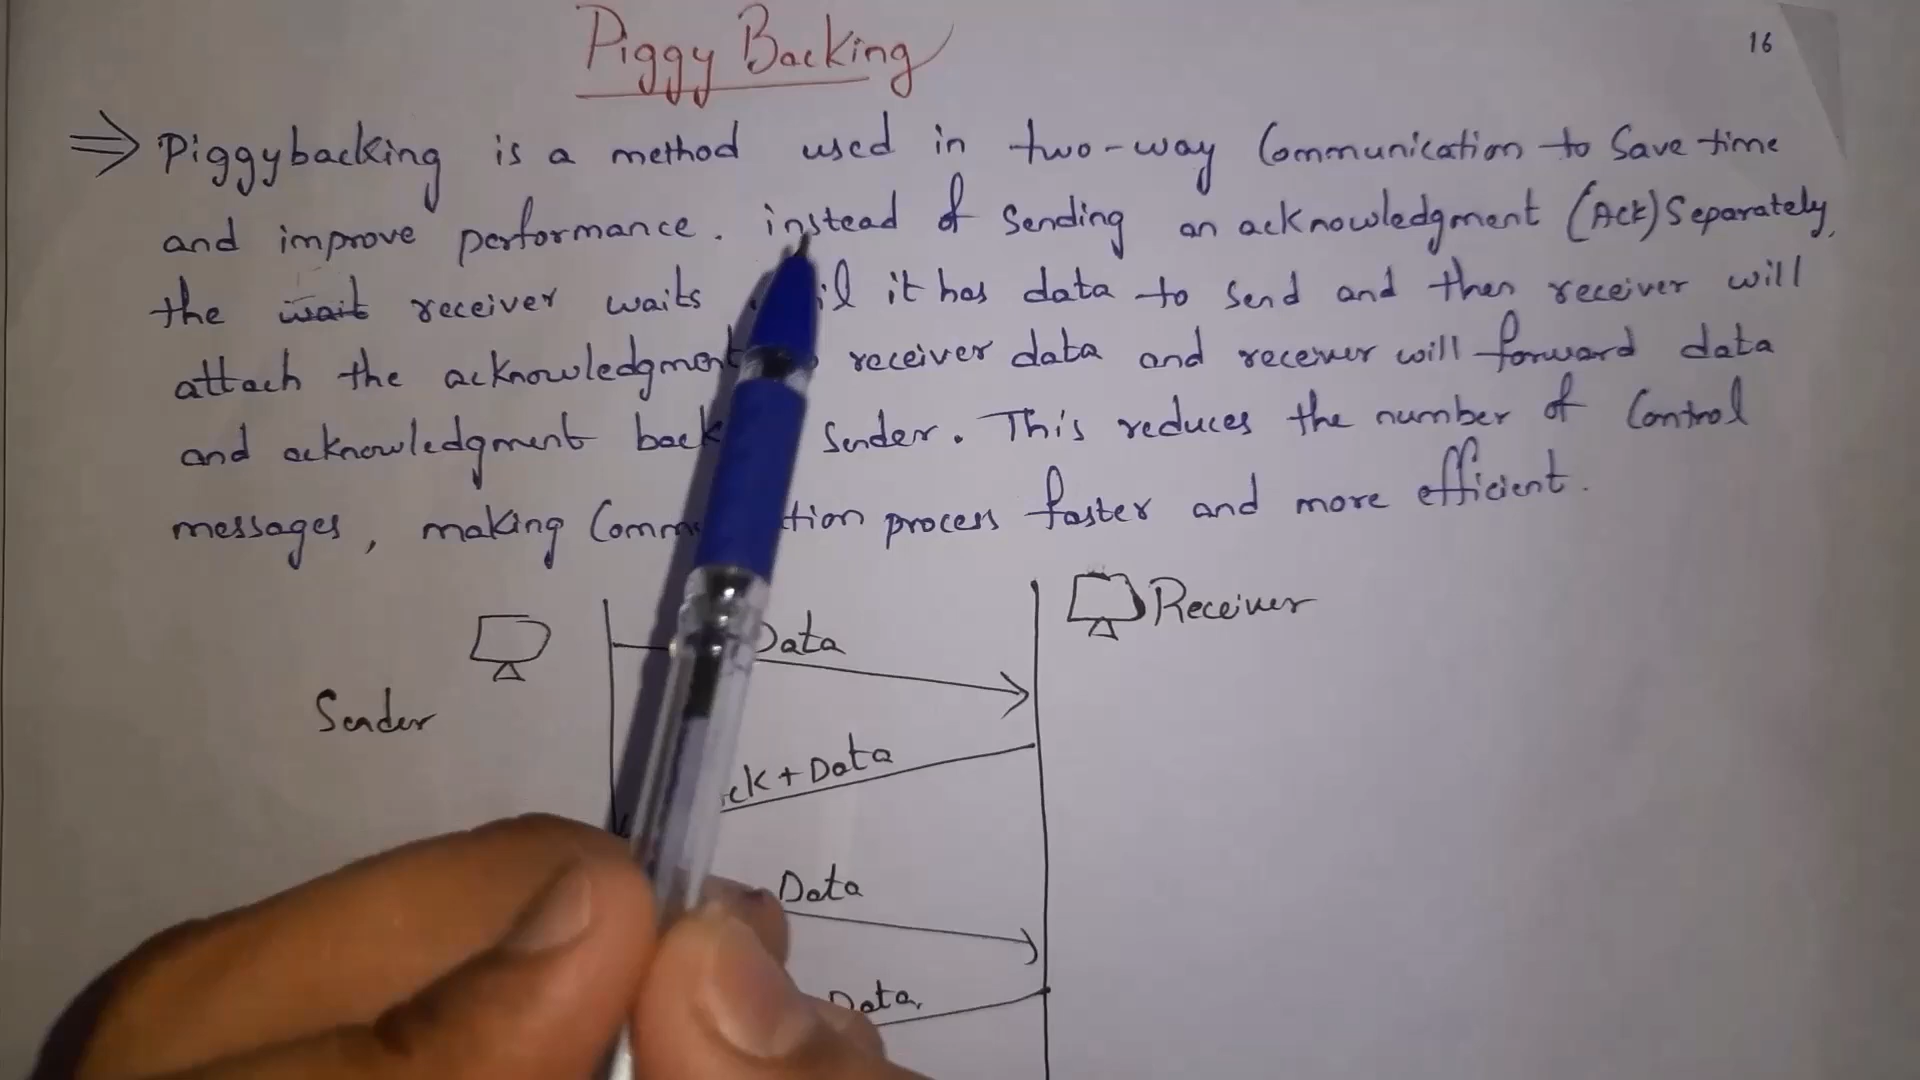 Piggy Backing
16
⇒ Piggybacking is a method used in two-way Communication to Save time
and improve performance. instead of Sending an acknowledgment (Ack) Separately,
the wait receiver waits it has data to send and then receiver will
attach the acknowledgment receiver data and receiver will forward data
and acknowledgment back Sender. This reduces the number of Control
messages, making process faster and more efficient.
Receiver
Data
Sender
+ Data
Data
Data